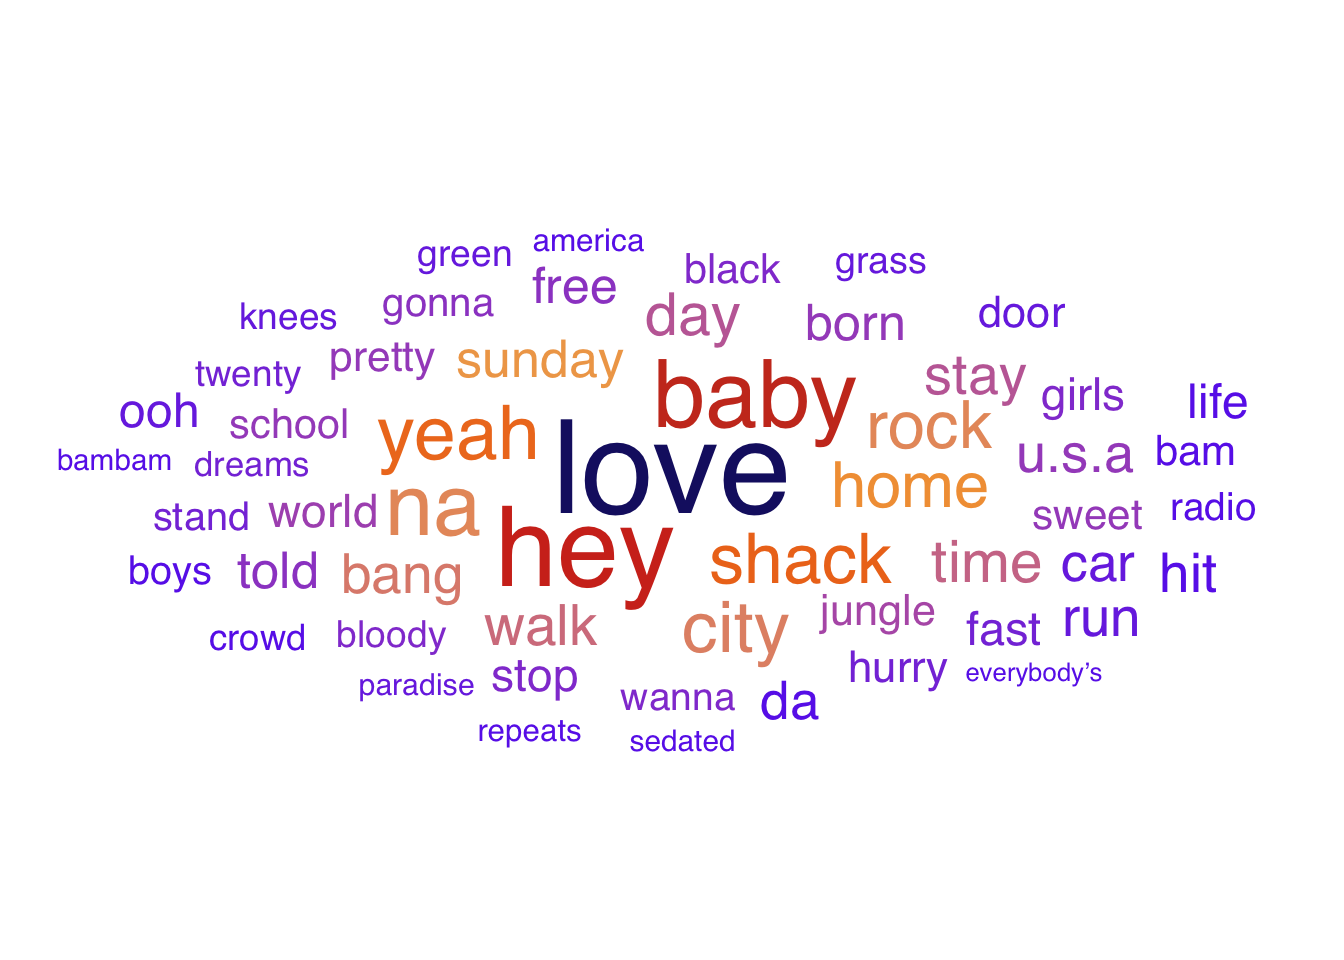 america
green
black
grass
free
gonna
knees
day
born
door
pretty
sunday
twenty
baby
stay
girls
life
ooh
school
yeah
rock
bambam
dreams
love
u.s.a
bam
home
stand
world
na
sweet
radio
hey
shack
time
car
hit
boys
told
bang
jungle
crowd
bloody
walk
city
fast
run
paradise
stop
hurry
everybody’s
wanna
da
repeats
sedated